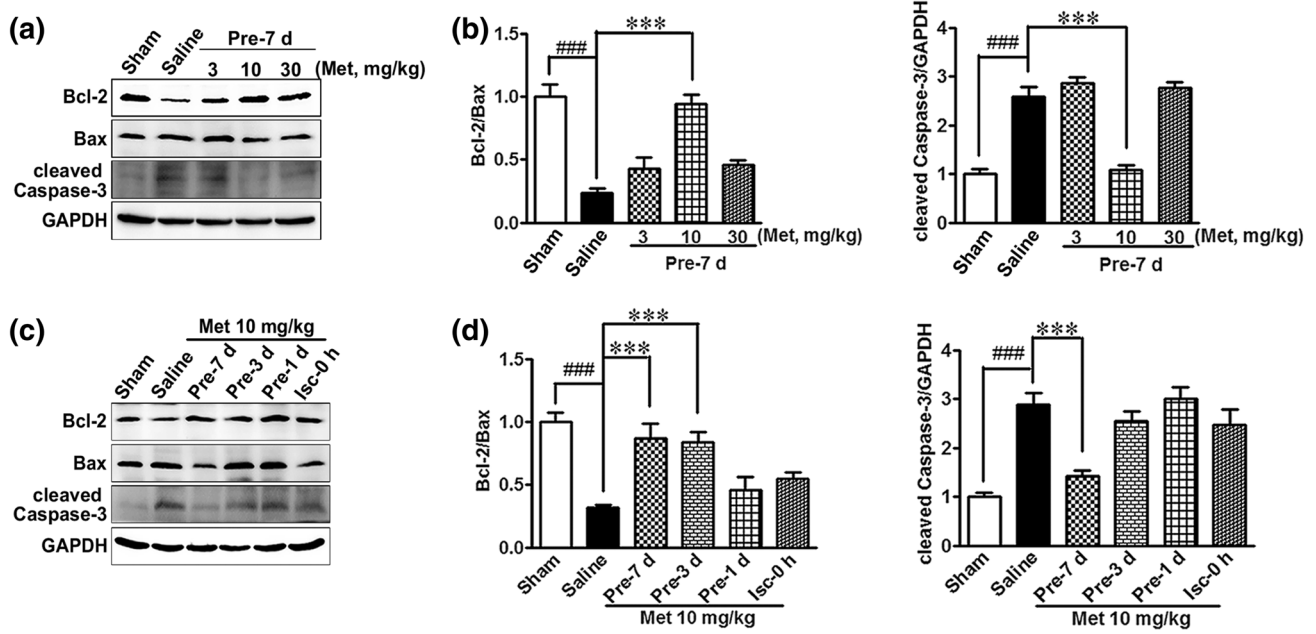 (a)
Sham Saline Pre-7 d
3 10 30 (Met, mg/kg)
Bcl-2
Bax
cleaved
Caspase-3
GAPDH
(b)
Bcl-2/Bax
1.5
1.0
0.5
0.0
###
***
Sham Saline 3 10 30 (Met, mg/kg)
Pre-7 d
cleaved Caspase-3/GAPDH
4
3
2
1
0
###
***
Sham Saline 3 10 30 (Met, mg/kg)
Pre-7 d
(c)
Met 10 mg/kg
Sham Saline Pre-7 d Pre-3 d Pre-1 d Isc-0 h
Bcl-2
Bax
cleaved
Caspase-3
GAPDH
(d)
Bcl-2/Bax
1.5
1.0
0.5
0.0
###
***
***
Sham Saline Pre-7 d Pre-3 d Pre-1 d Isc-0 h
Met 10 mg/kg
cleaved Caspase-3/GAPDH
4
3
2
1
0
###
***
Sham Saline Pre-7 d Pre-3 d Pre-1 d Isc-0 h
Met 10 mg/kg